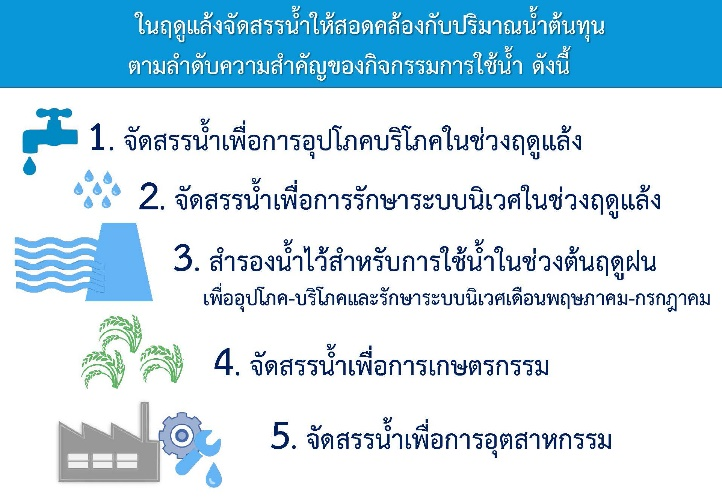 ในฤดูแล้งจัดสรรน้ำให้สอดคล้องกับปริมาณน้ำต้นทุน
ตามลำดับความสำคัญของกิจกรรมการใช้น้ำ ดังนี้
1. จัดสรรน้ำเพื่อการอุปโภคบริโภคในช่วงฤดูแล้ง
2. จัดสรรน้ำเพื่อการรักษาระบบนิเวศในช่วงฤดูแล้ง
3. สำรองน้ำไว้สำหรับการใช้น้ำในช่วงต้นฤดูฝน
เพื่ออุปโภค-บริโภคและรักษาระบบนิเวศเดือนพฤษภาคม-กรกฎาคม
4. จัดสรรน้ำเพื่อการเกษตรกรรม
5. จัดสรรน้ำเพื่อการอุตสาหกรรม